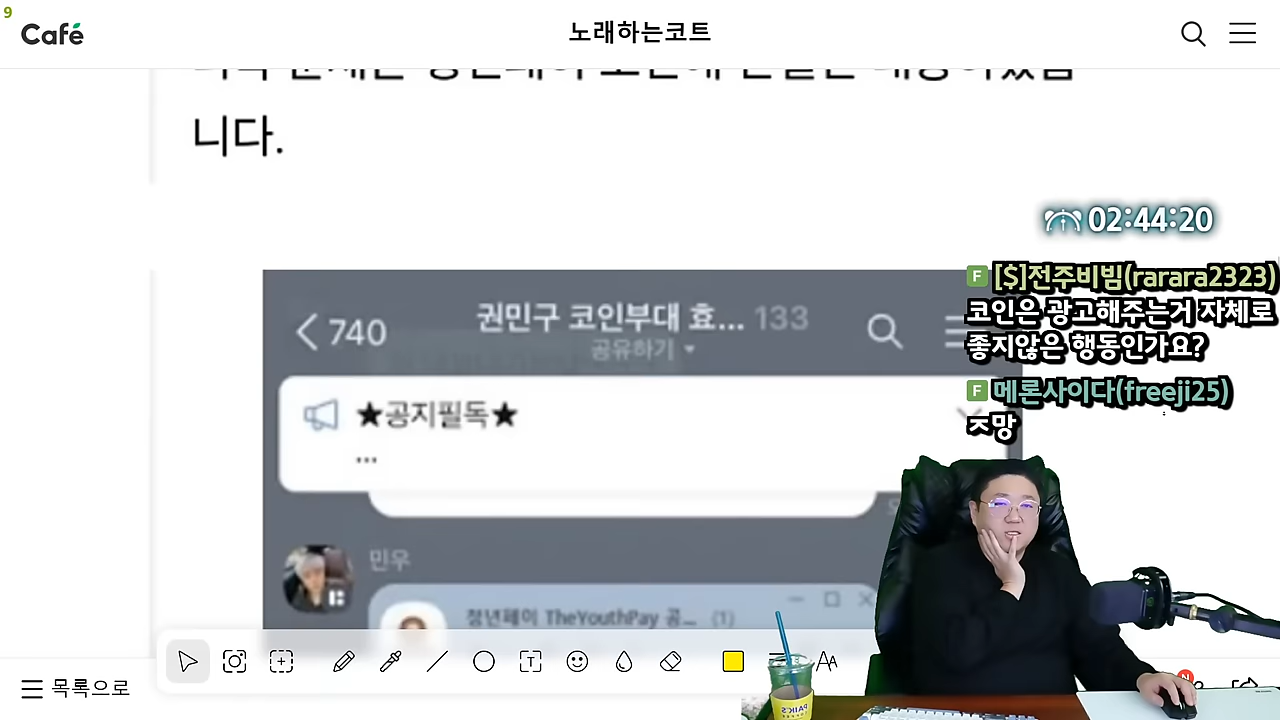 9
Café
노래하는코트
니다.
02:44:20
[$]전주비빔(rarara2323)
코인은 광고해주는거 자체로
좋지않은 행동인가요?
메론사이다(freeji25)
ㅈ망
740
권민구 코인부대 효... 133
공유하기
★공지필독★
...
민우
청년페이 TheYouthPay 공... (1)
목록으로
PAIK'S